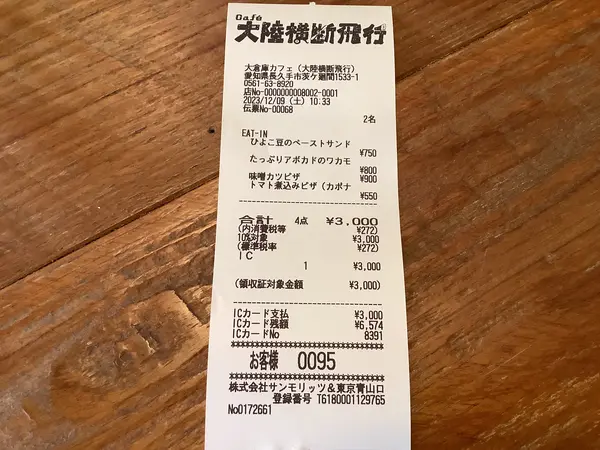 Café
大陸横断飛行
大倉庫カフェ(大陸横断飛行)
愛知県長久手市茨ケ廻間1533-1
0561-63-8920
店No-0000000008002-0001
2023/12/09(土) 10:33
伝票No-00068
2名
EAT-IN
ひよこ豆のペーストサンド
¥750
たっぷりアボカドのワカモ
¥800
味噌カツピザ ¥900
トマト煮込みピザ(カポナ
¥550
合計 4点 ¥3,000
(内消費税等 ¥272)
10%対象 ¥3,000
(標準税率 ¥272)
IC
1 ¥3,000
(領収証対象金額 ¥3,000)
ICカード支払 ¥3,000
ICカード残額 ¥6,574
ICカードNo 8391
お客様 0095
株式会社サンモリッツ&東京青山口
登録番号 T6180001129765
No0172661